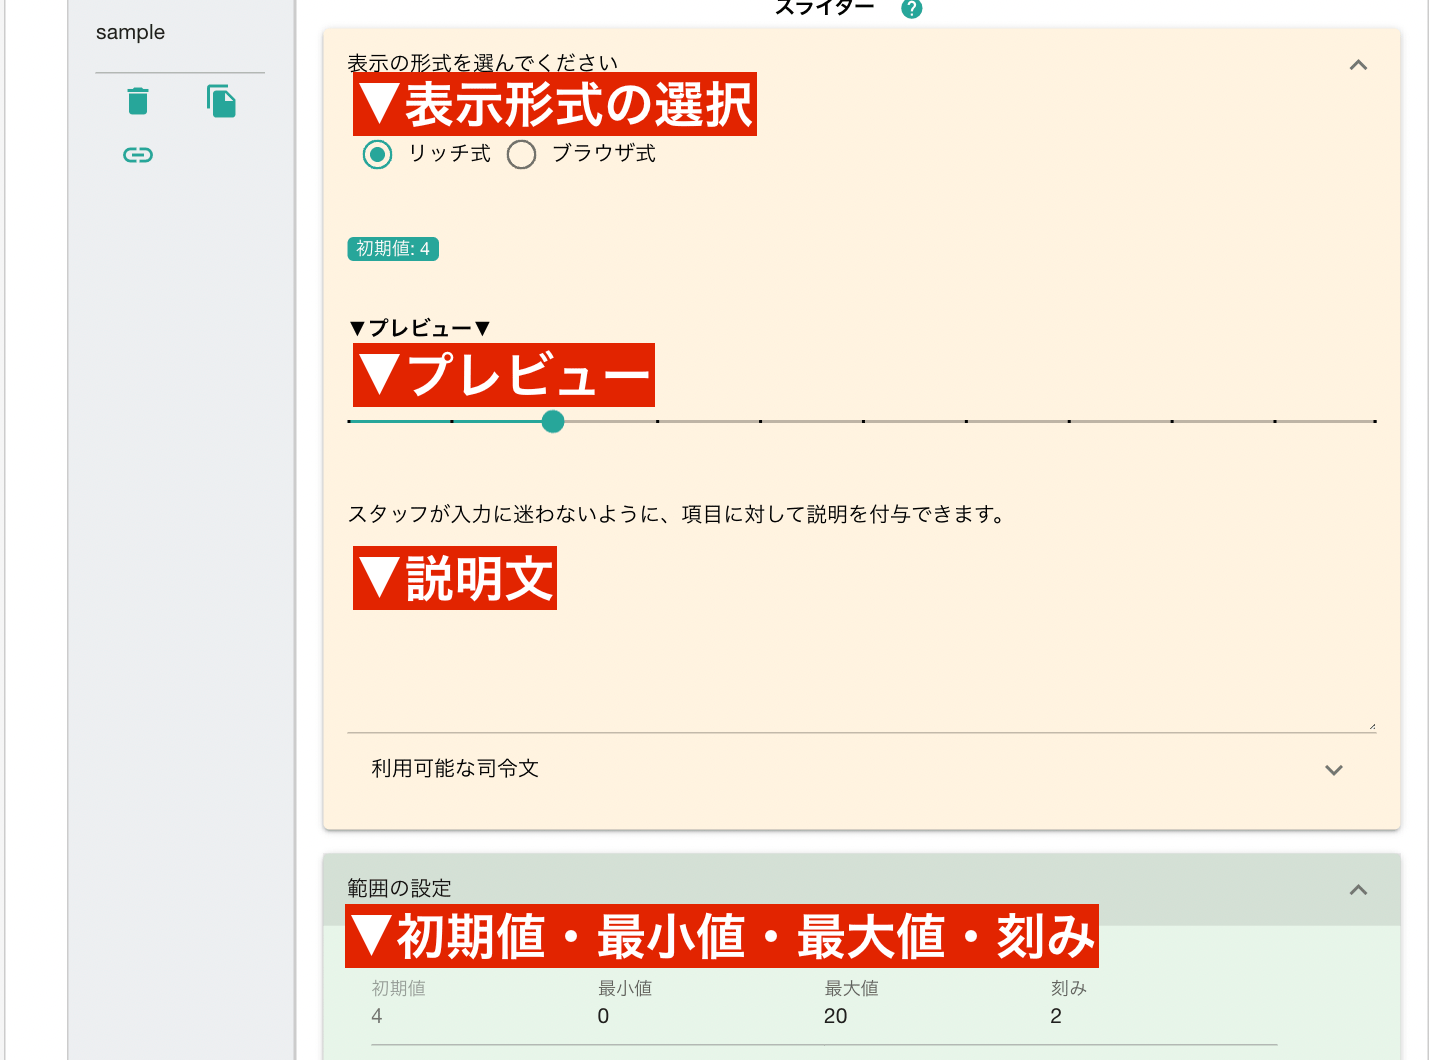 スライダー ?
sample
表示の形式を選んでください
▼表示形式の選択
リッチ式 ブラウザ式
初期値: 4
▼プレビュー▼
▼プレビュー
スタッフが入力に迷わないように、項目に対して説明を付与できます。
▼説明文
利用可能な司令文
範囲の設定
▼初期値・最小値・最大値・刻み
初期値 最小値 最大値 刻み
4 0 20 2